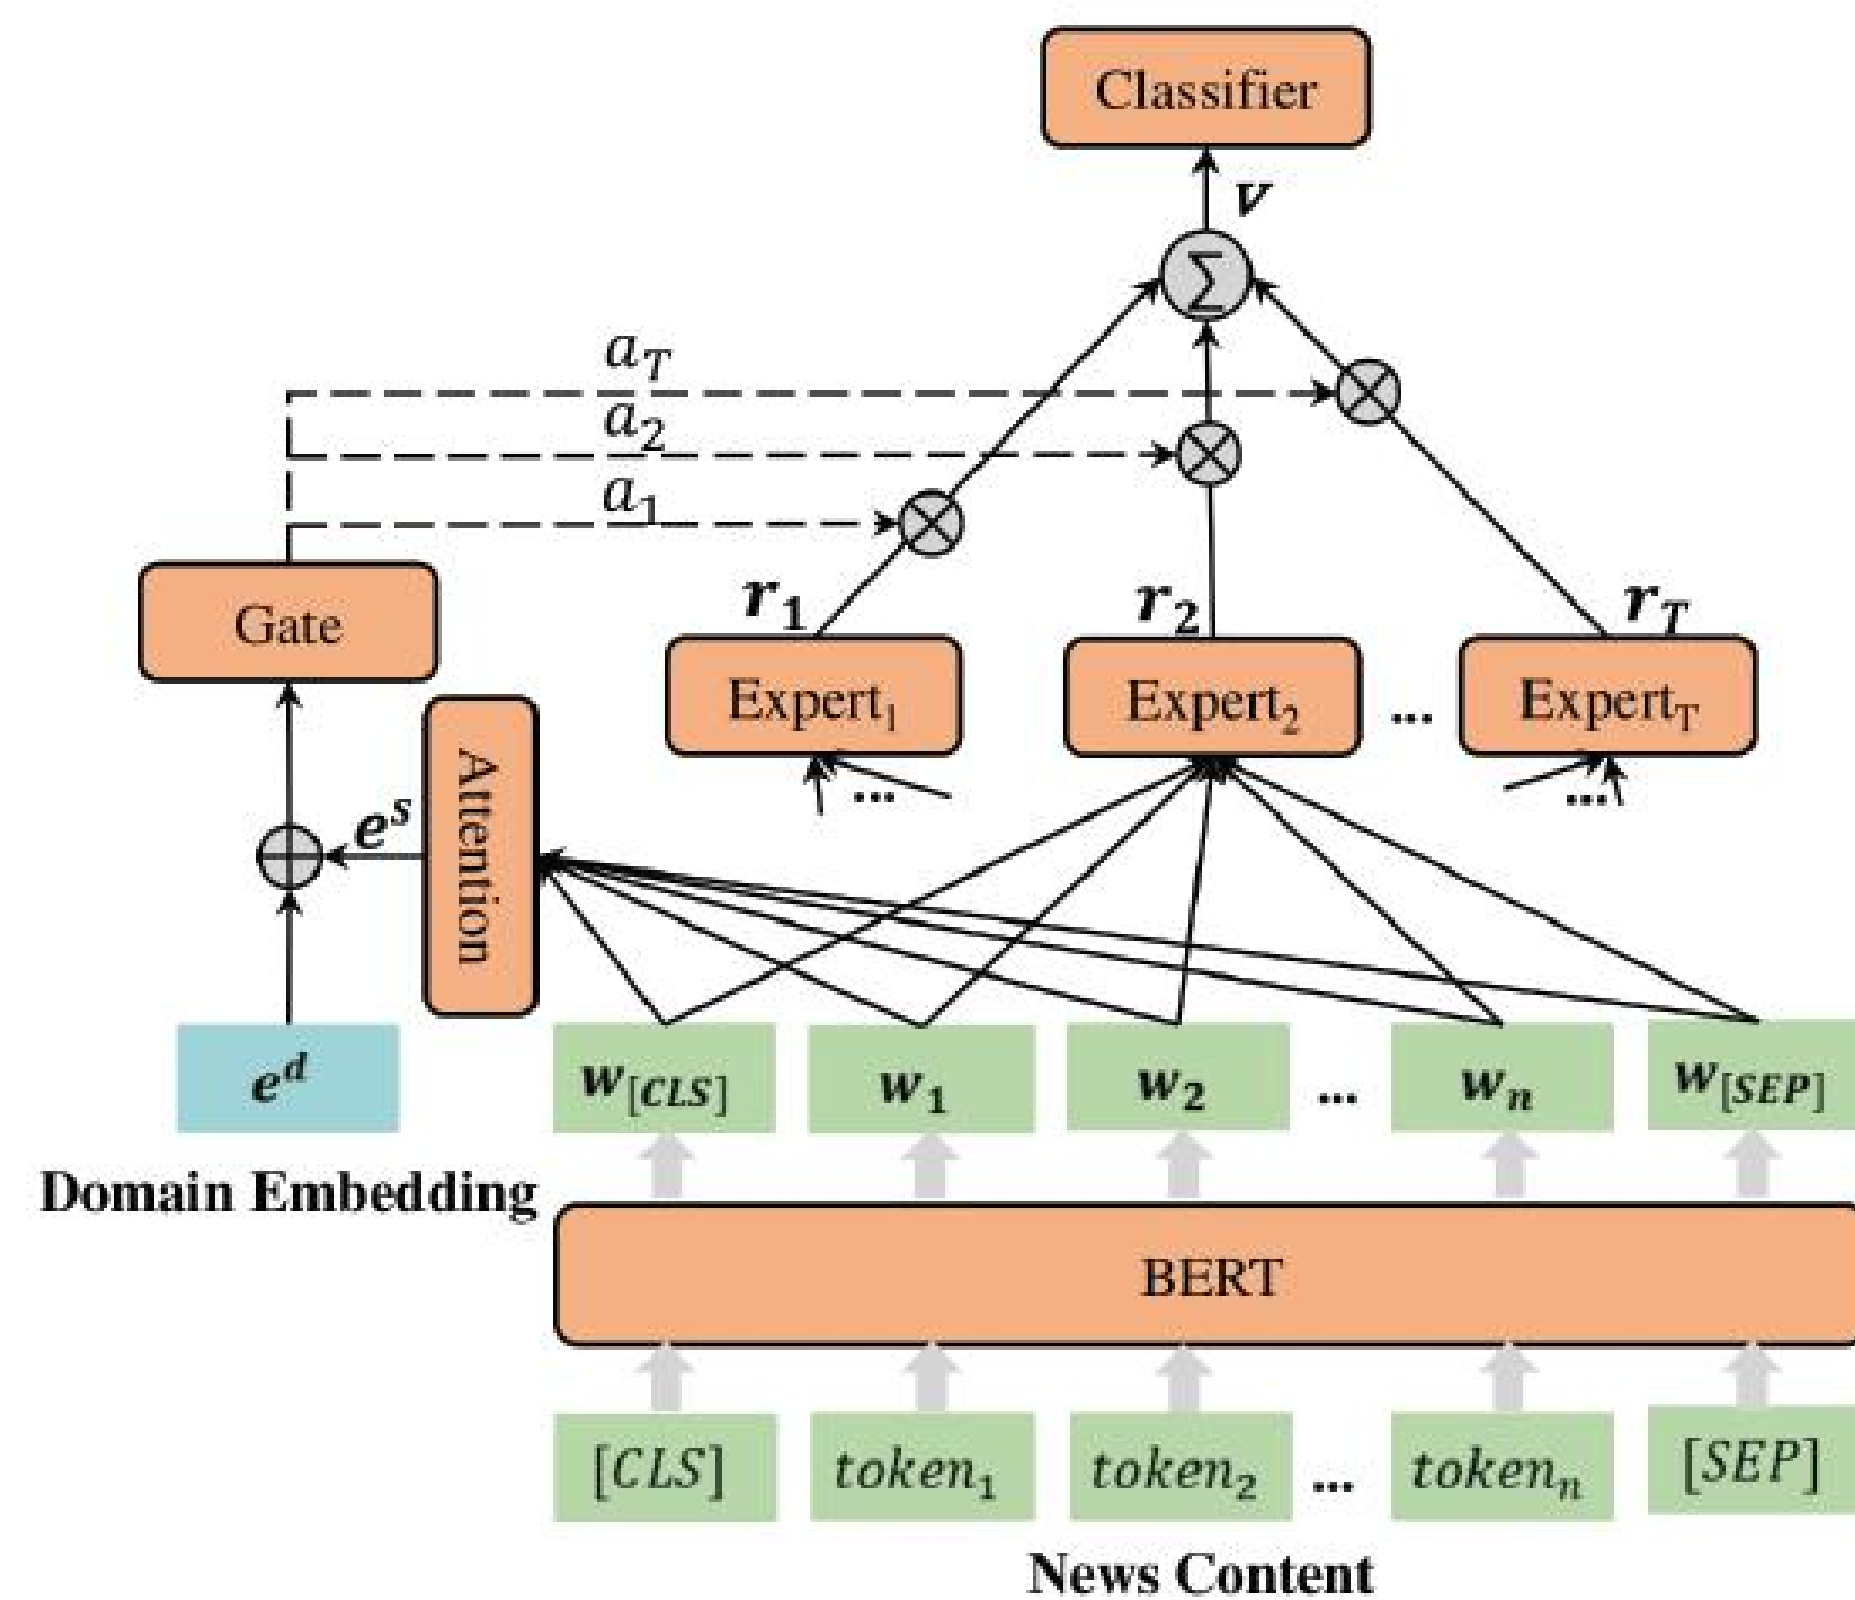 Classifier
v
Σ
a_T
a_2
a_1
Gate
r_1
r_2
r_T
Expert_1
Expert_2
...
Expert_T
...
...
Attention
e^s
e^d
w_[CLS]
w_1
w_2
...
w_n
w_[SEP]
Domain Embedding
BERT
[CLS]
token_1
token_2
...
token_n
[SEP]
News Content